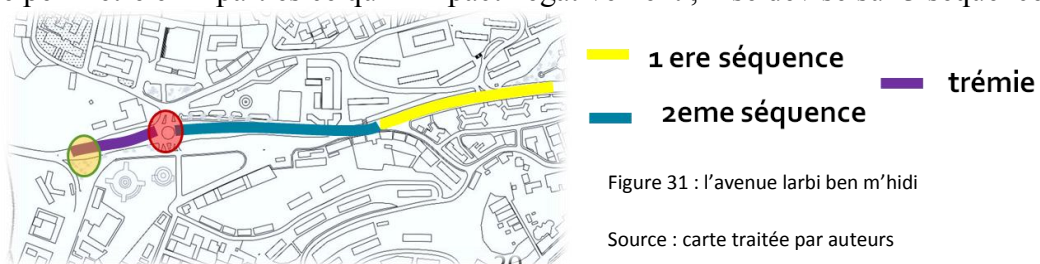 1 ere séquence
trémie
2eme séquence
Figure 31 : l’avenue larbi ben m’hidi
Source : carte traitée par auteurs